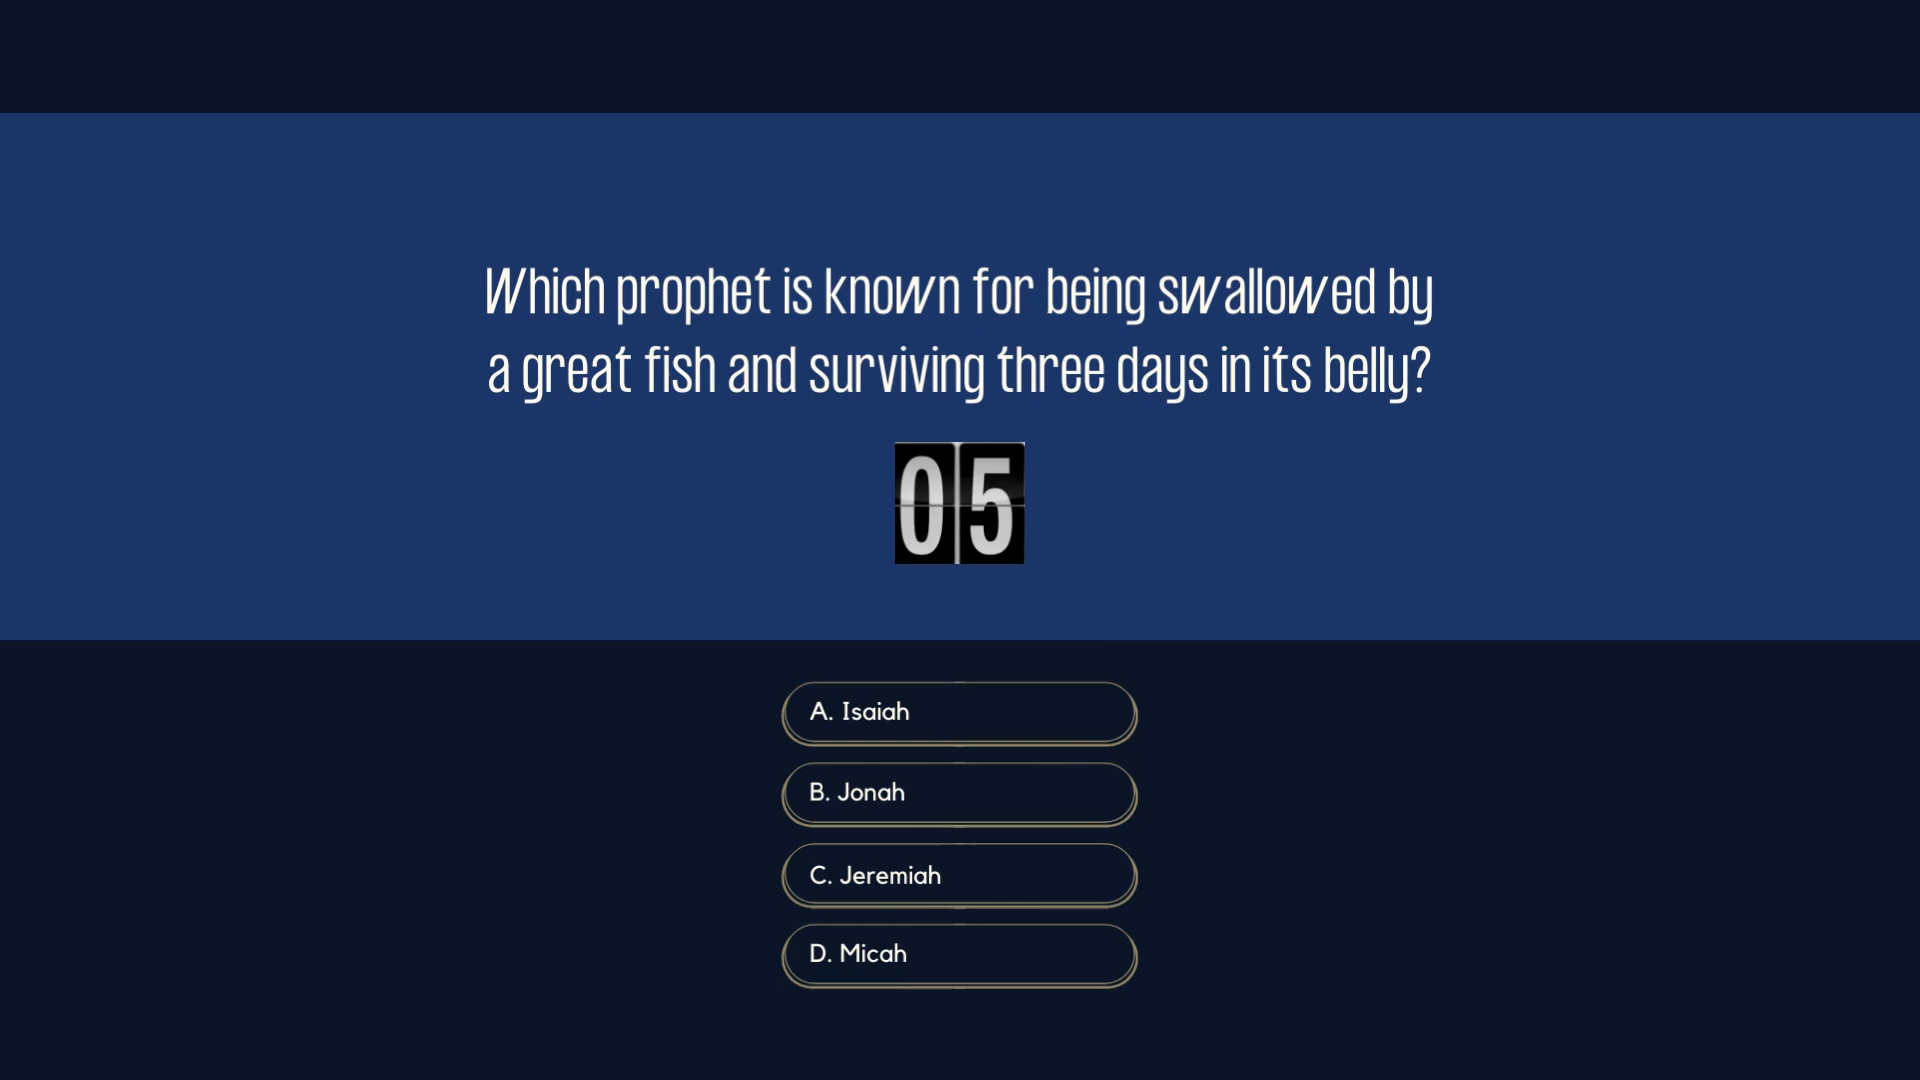 Which prophet is known for being swallowed by
a great fish and surviving three days in its belly?
05
A. Isaiah
B. Jonah
C. Jeremiah
D. Micah